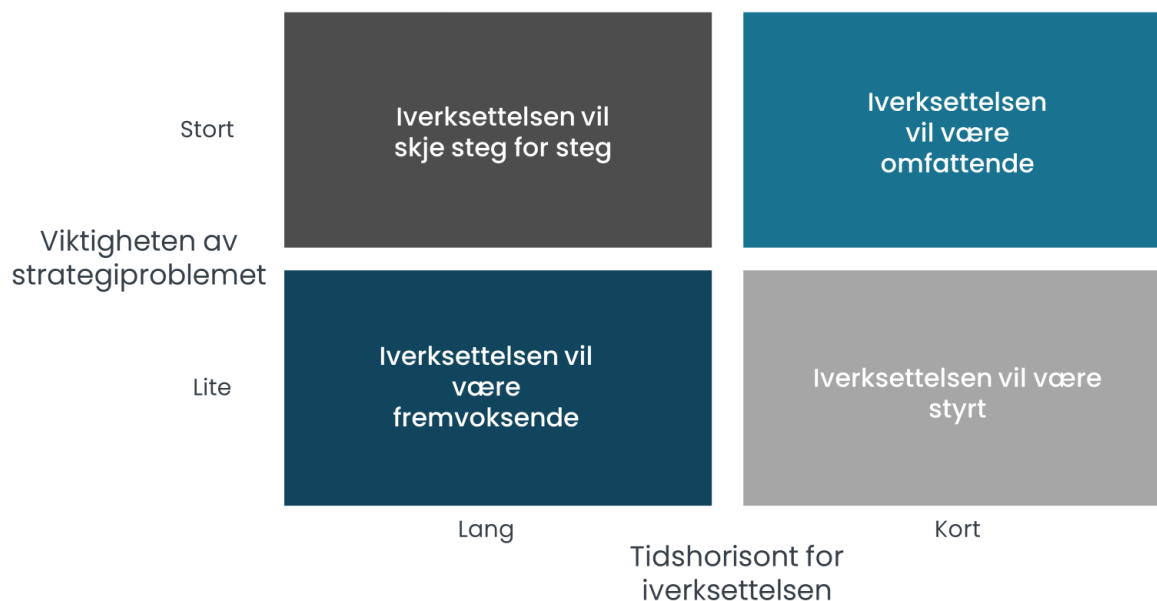 Stort
Iverksettelsen vil
skje steg for steg
Iverksettelsen
vil være
omfattende
Viktigheten av
strategiproblemet
Lite
Iverksettelsen vil
være
fremvoksende
Iverksettelsen vil være
styrt
Lang
Kort
Tidshorisont for
iverksettelsen